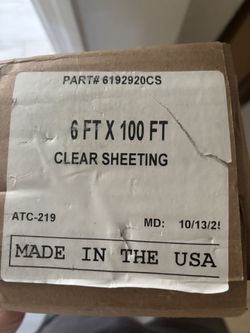 PART# 6192920CS
6 FT X 100 FT
CLEAR SHEETING
ATC-219 MD: 10/13/25
MADE IN THE USA